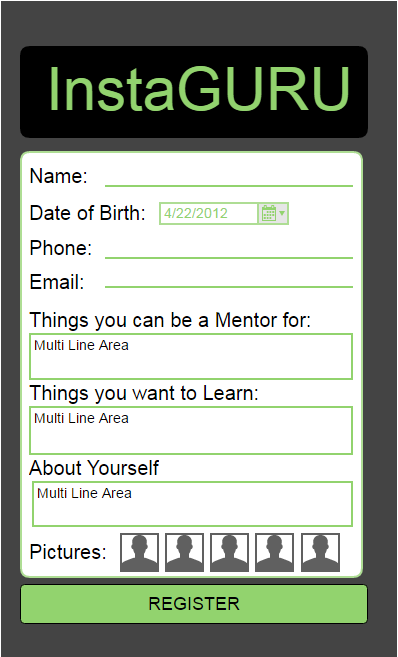 InstaGURU
Name:
Date of Birth: 4/22/2012
Phone:
Email:
Things you can be a Mentor for:
Multi Line Area
Things you want to Learn:
Multi Line Area
About Yourself
Multi Line Area
Pictures:
REGISTER